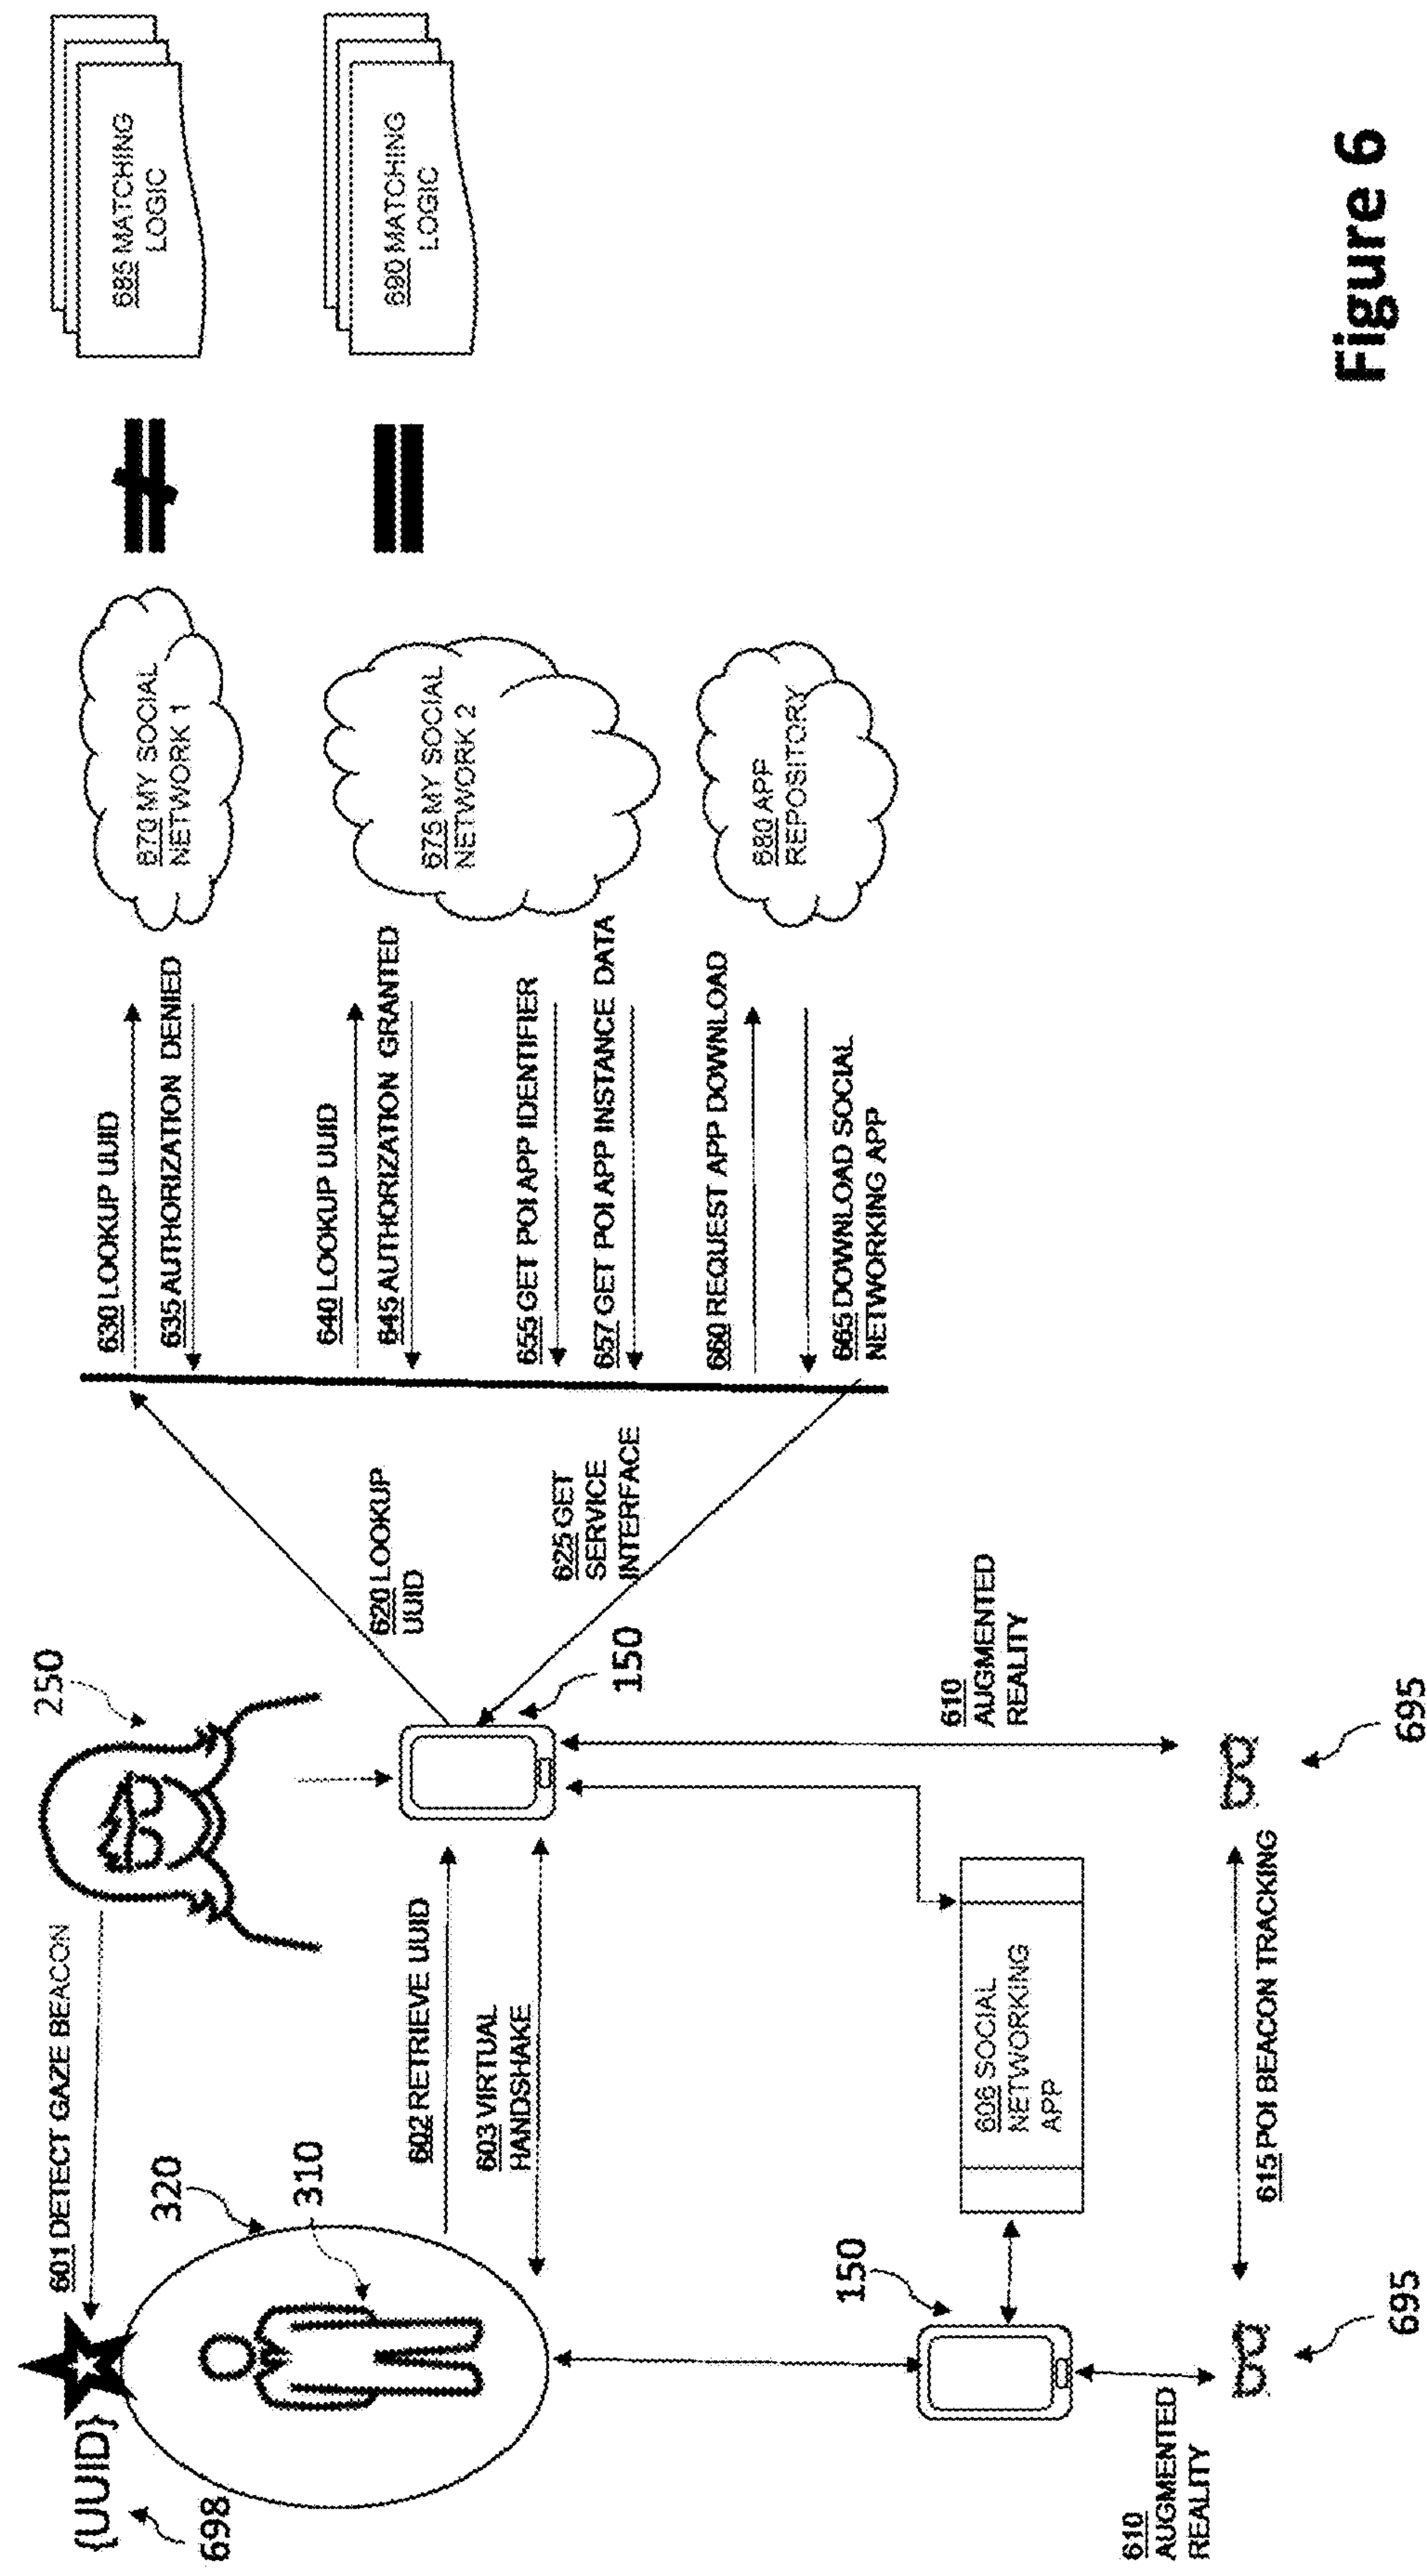 {UUID}
698
601 DETECT GAZE BEACON
250
320
310
602 RETRIEVE UUID
603 VIRTUAL
HANDSHAKE
620 LOOKUP
UUID
625 GET
SERVICE
INTERFACE
150
630 LOOKUP UUID
635 AUTHORIZATION DENIED
640 LOOKUP UUID
645 AUTHORIZATION GRANTED
655 GET POI APP IDENTIFIER
657 GET POI APP INSTANCE DATA
660 REQUEST APP DOWNLOAD
665 DOWNLOAD SOCIAL
NETWORKING APP
670 MY SOCIAL
NETWORK 1
675 MY SOCIAL
NETWORK 2
680 APP
REPOSITORY
685 MATCHING
LOGIC
690 MATCHING
LOGIC
150
606 SOCIAL
NETWORKING
APP
610
AUGMENTED
REALITY
610
AUGMENTED
REALITY
615 POI BEACON TRACKING
695
695
Figure 6